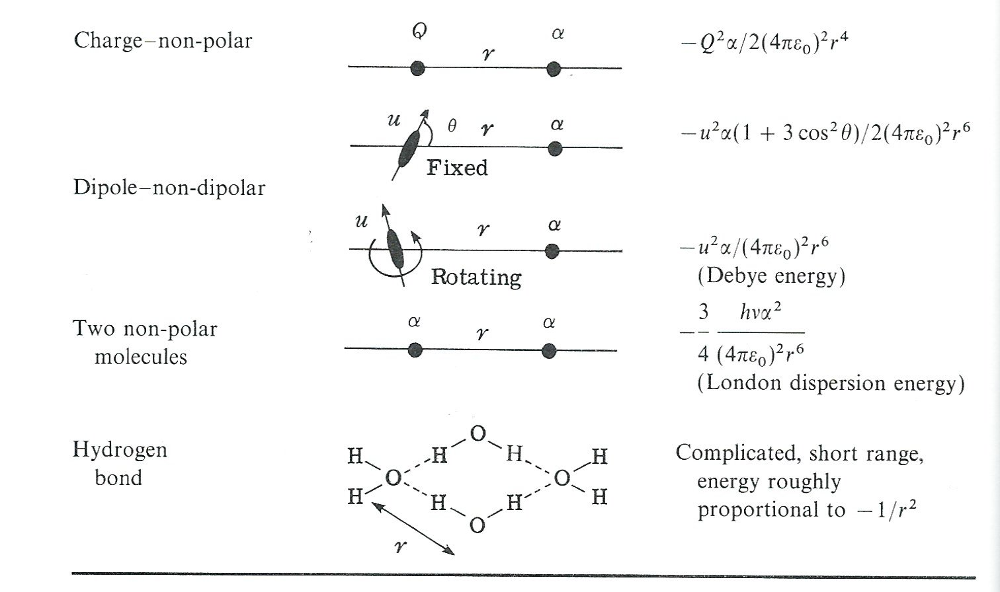 Charge–non-polar
Q
α
r
−Q²α/2(4πε₀)²r⁴
u
θ
r
α
Fixed
−u²α(1 + 3 cos² θ)/2(4πε₀)²r⁶
Dipole–non-dipolar
u
r
α
Rotating
−u²α/(4πε₀)²r⁶
(Debye energy)
Two non-polar
molecules
α
r
α
− 3/4 hνα²/(4πε₀)²r⁶
(London dispersion energy)
Hydrogen
bond
O
H H H H
O O
H H H H
O
r
Complicated, short range,
energy roughly
proportional to −1/r²